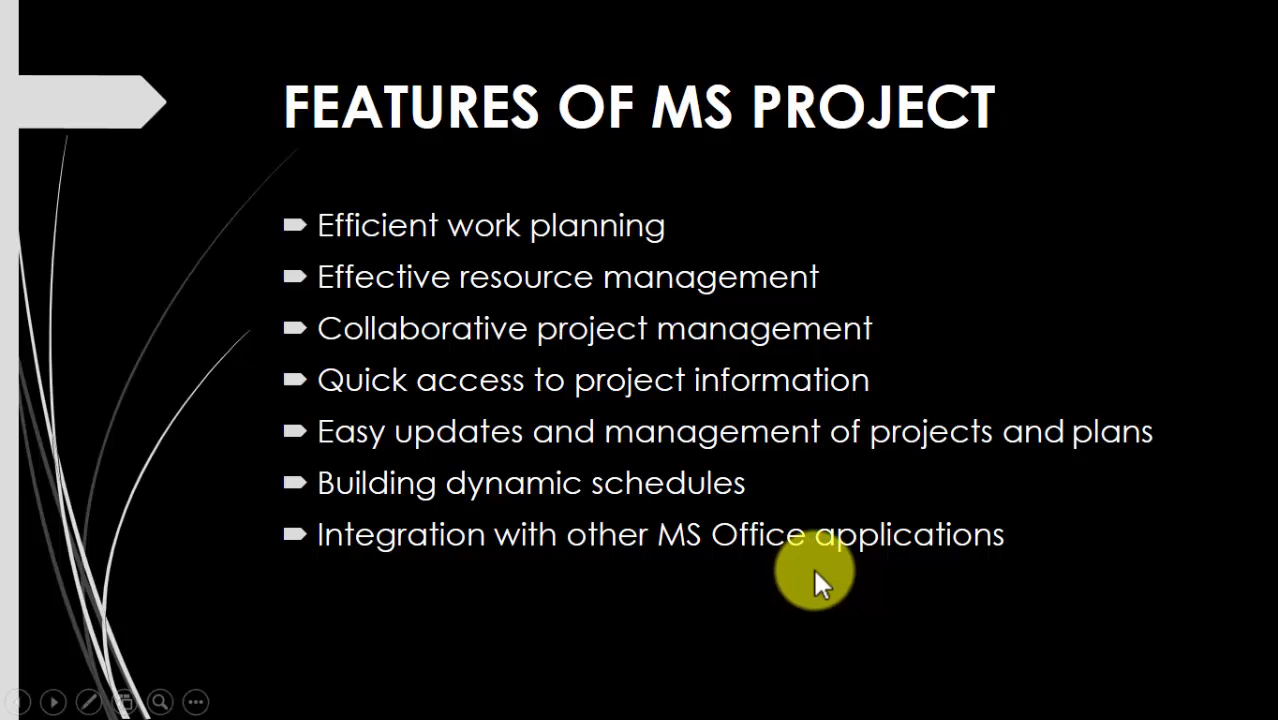 FEATURES OF MS PROJECT
Efficient work planning
Effective resource management
Collaborative project management
Quick access to project information
Easy updates and management of projects and plans
Building dynamic schedules
Integration with other MS Office applications